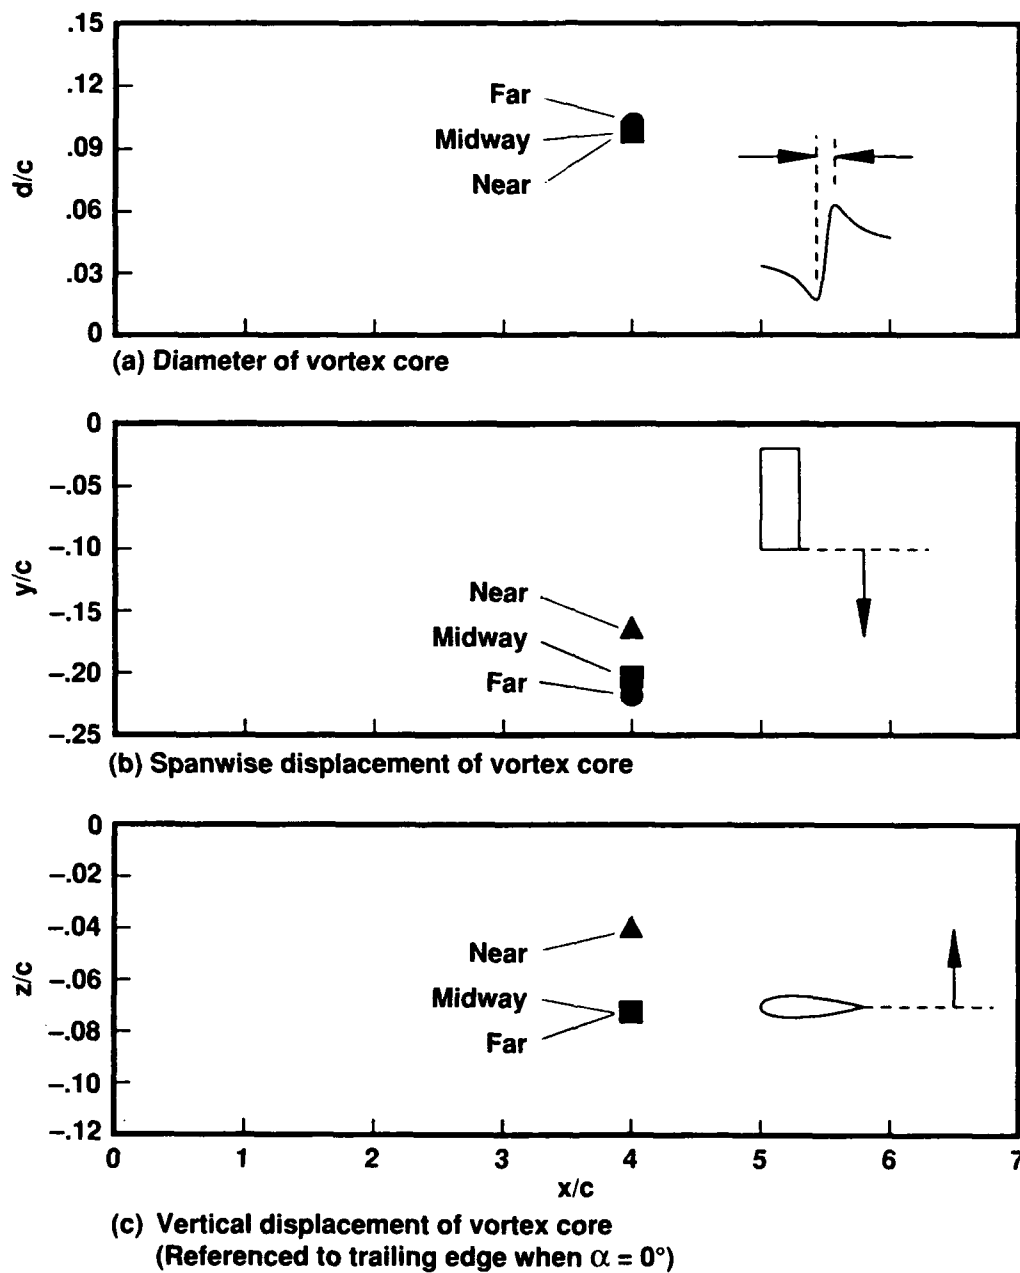 .15
.12
.09
.06
.03
0
d/c
Far
Midway
Near
(a) Diameter of vortex core
0
−.05
−.10
−.15
−.20
−.25
y/c
Near
Midway
Far
(b) Spanwise displacement of vortex core
0
−.02
−.04
−.06
−.08
−.10
−.12
z/c
Near
Midway
Far
0 1 2 3 4 5 6 7
x/c
(c) Vertical displacement of vortex core
(Referenced to trailing edge when α = 0°)